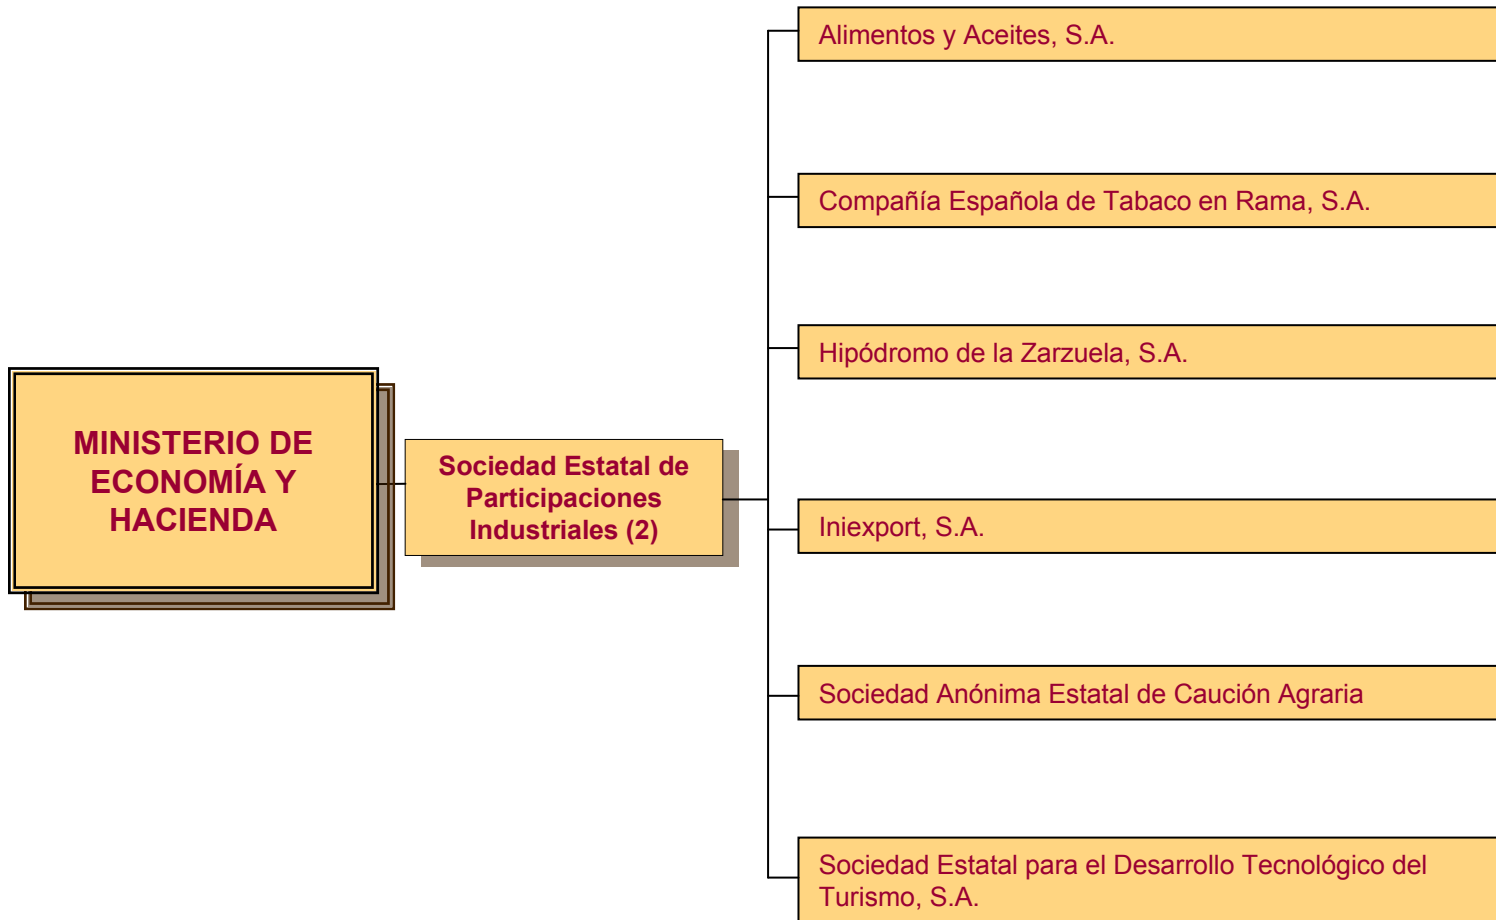 Alimentos y Aceites, S.A.
Compañía Española de Tabaco en Rama, S.A.
Hipódromo de la Zarzuela, S.A.
MINISTERIO DE
ECONOMÍA Y
HACIENDA
Sociedad Estatal de
Participaciones
Industriales (2)
Iniexport, S.A.
Sociedad Anónima Estatal de Caución Agraria
Sociedad Estatal para el Desarrollo Tecnológico del
Turismo, S.A.